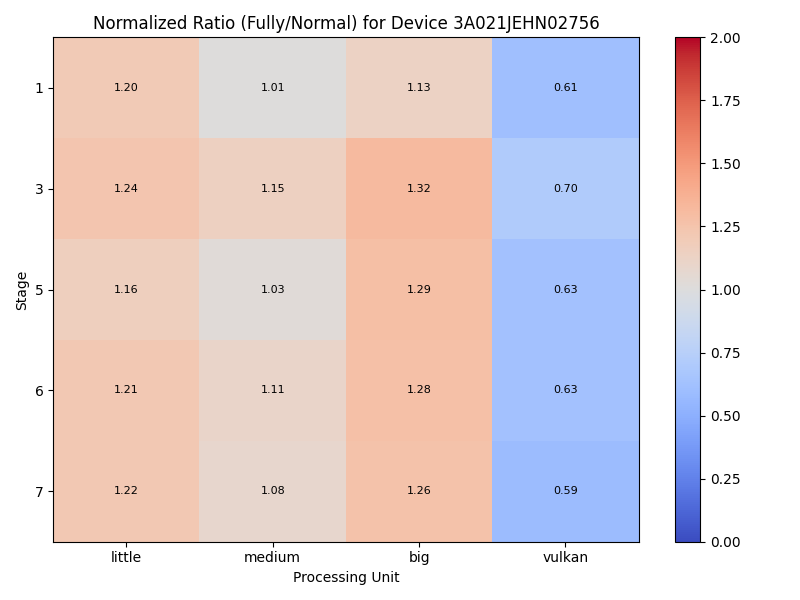 Normalized Ratio (Fully/Normal) for Device 3A021JEHN02756
1 1.20 1.01 1.13 0.61
3 1.24 1.15 1.32 0.70
5 1.16 1.03 1.29 0.63
6 1.21 1.11 1.28 0.63
7 1.22 1.08 1.26 0.59
little medium big vulkan
Processing Unit
Stage
2.00
1.75
1.50
1.25
1.00
0.75
0.50
0.25
0.00